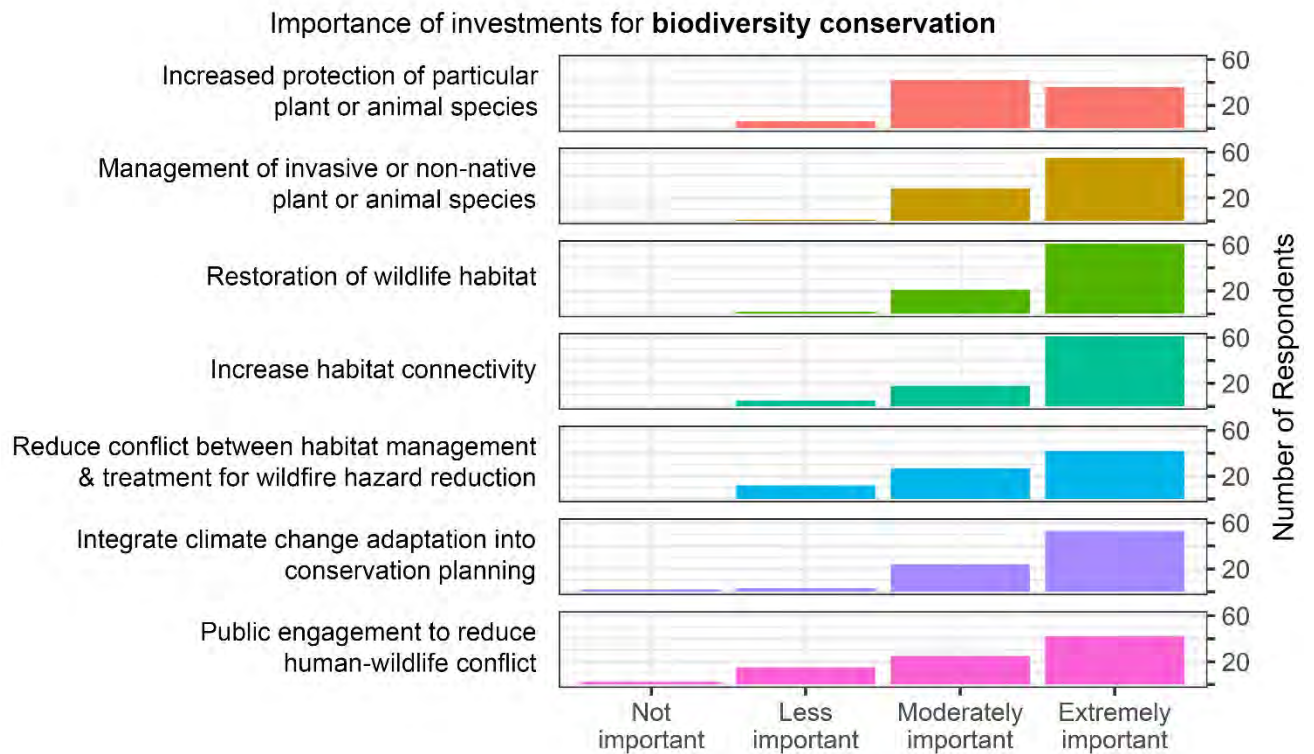 Importance of investments for biodiversity conservation
Increased protection of particular
plant or animal species
60
20
Management of invasive or non-native
plant or animal species
60
20
Restoration of wildlife habitat
60
20
Increase habitat connectivity
60
20
Reduce conflict between habitat management
& treatment for wildfire hazard reduction
60
20
Integrate climate change adaptation into
conservation planning
60
20
Public engagement to reduce
human-wildlife conflict
60
20
Number of Respondents
Not
important
Less
important
Moderately
important
Extremely
important